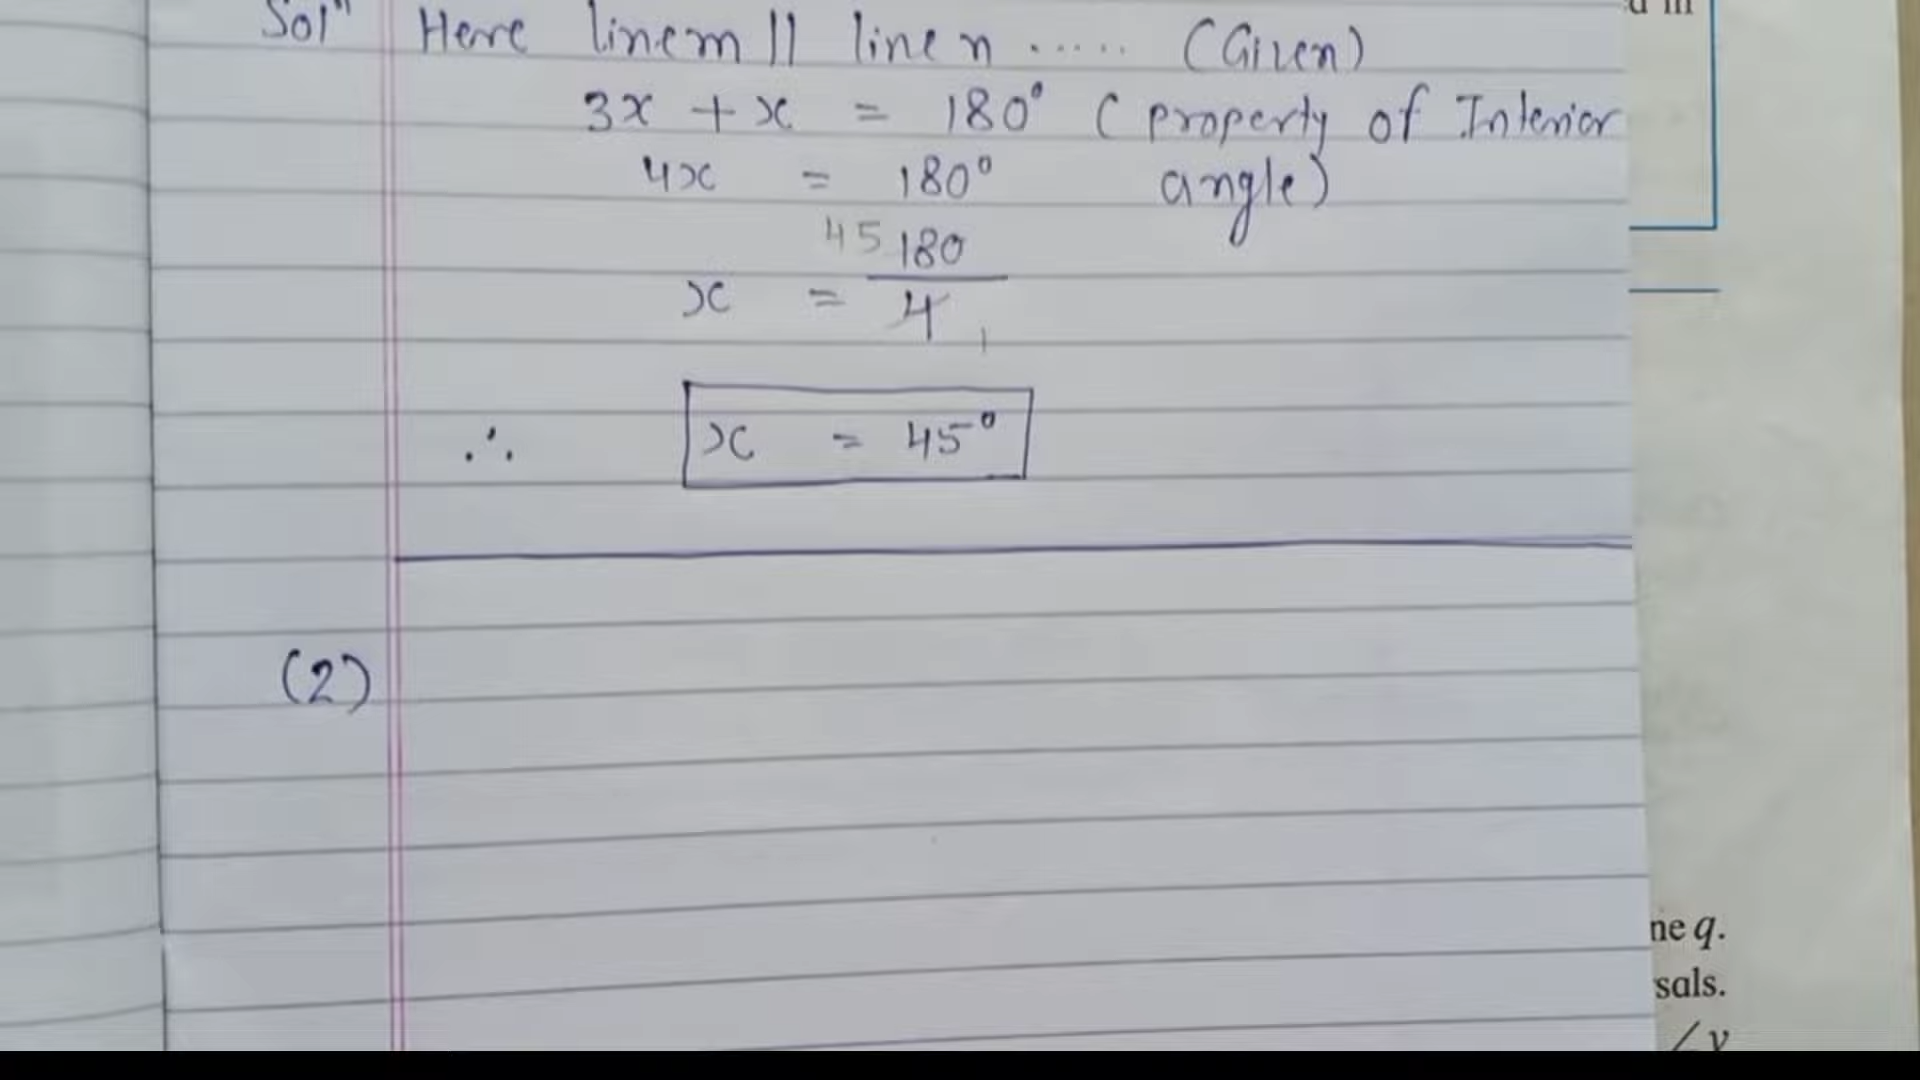 Solⁿ Here line m || line n ..... (Given)
3x + x = 180° (property of Interior
4x = 180° angle)
45 180
x = 4 1
∴ x = 45°
(2)
ne q.
sals.
∠y